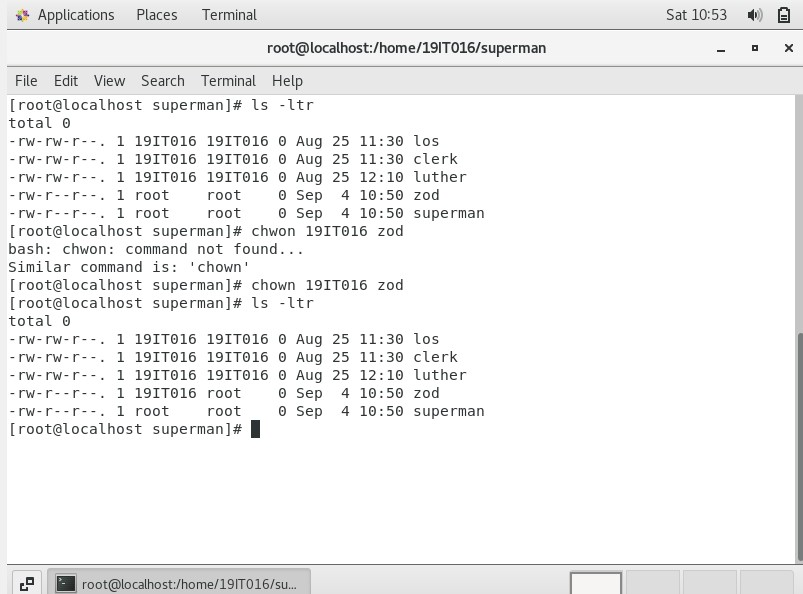 Applications Places Terminal Sat 10:53
root@localhost:/home/19IT016/superman
File Edit View Search Terminal Help
[root@localhost superman]# ls -ltr
total 0
-rw-rw-r--. 1 19IT016 19IT016 0 Aug 25 11:30 los
-rw-rw-r--. 1 19IT016 19IT016 0 Aug 25 11:30 clerk
-rw-rw-r--. 1 19IT016 19IT016 0 Aug 25 12:10 luther
-rw-r--r--. 1 root    root    0 Sep  4 10:50 zod
-rw-r--r--. 1 root    root    0 Sep  4 10:50 superman
[root@localhost superman]# chwon 19IT016 zod
bash: chwon: command not found...
Similar command is: 'chown'
[root@localhost superman]# chown 19IT016 zod
[root@localhost superman]# ls -ltr
total 0
-rw-rw-r--. 1 19IT016 19IT016 0 Aug 25 11:30 los
-rw-rw-r--. 1 19IT016 19IT016 0 Aug 25 11:30 clerk
-rw-rw-r--. 1 19IT016 19IT016 0 Aug 25 12:10 luther
-rw-r--r--. 1 19IT016 root    0 Sep  4 10:50 zod
-rw-r--r--. 1 root    root    0 Sep  4 10:50 superman
[root@localhost superman]#
root@localhost:/home/19IT016/su...